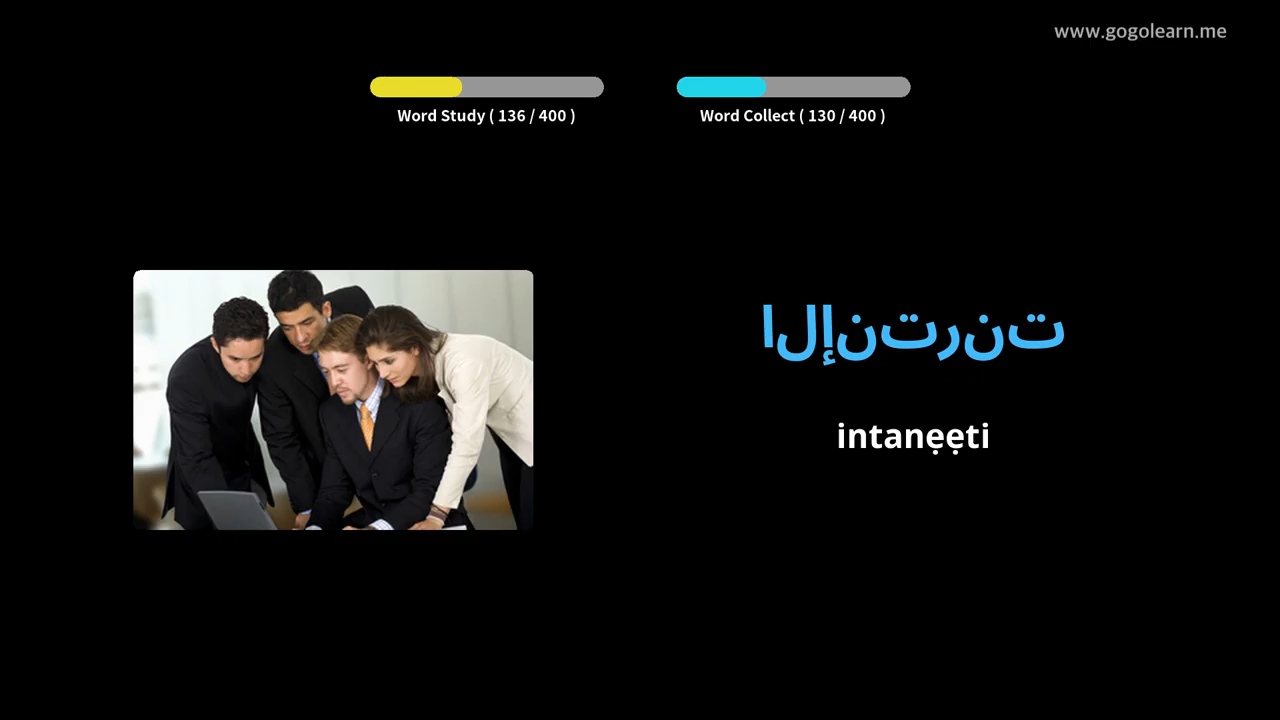 www.gogolearn.me
Word Study ( 136 / 400 )
Word Collect ( 130 / 400 )
الإنترنت
intanẹẹti